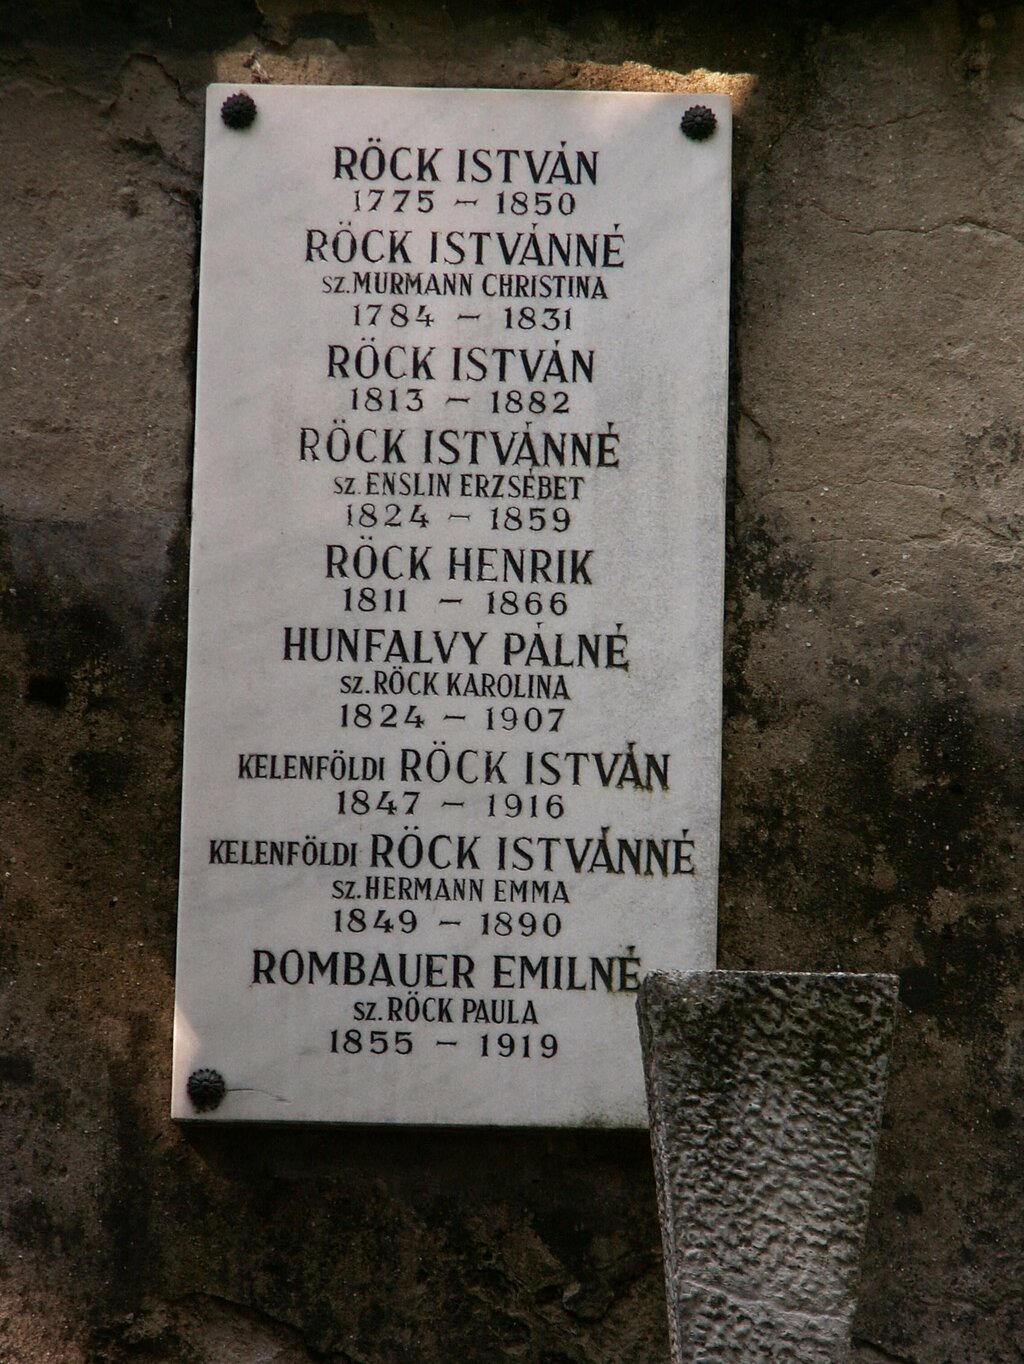 RÖCK ISTVÁN
1775 – 1850
RÖCK ISTVÁNNÉ
SZ. MURMANN CHRISTINA
1784 – 1831
RÖCK ISTVÁN
1813 – 1882
RÖCK ISTVÁNNÉ
SZ. ENSLIN ERZSÉBET
1824 – 1859
RÖCK HENRIK
1811 – 1866
HUNFALVY PÁLNÉ
SZ. RÖCK KAROLINA
1824 – 1907
KELENFÖLDI RÖCK ISTVÁN
1847 – 1916
KELENFÖLDI RÖCK ISTVÁNNÉ
SZ. HERMANN EMMA
1849 – 1890
ROMBAUER EMILNÉ
SZ. RÖCK PAULA
1855 – 1919